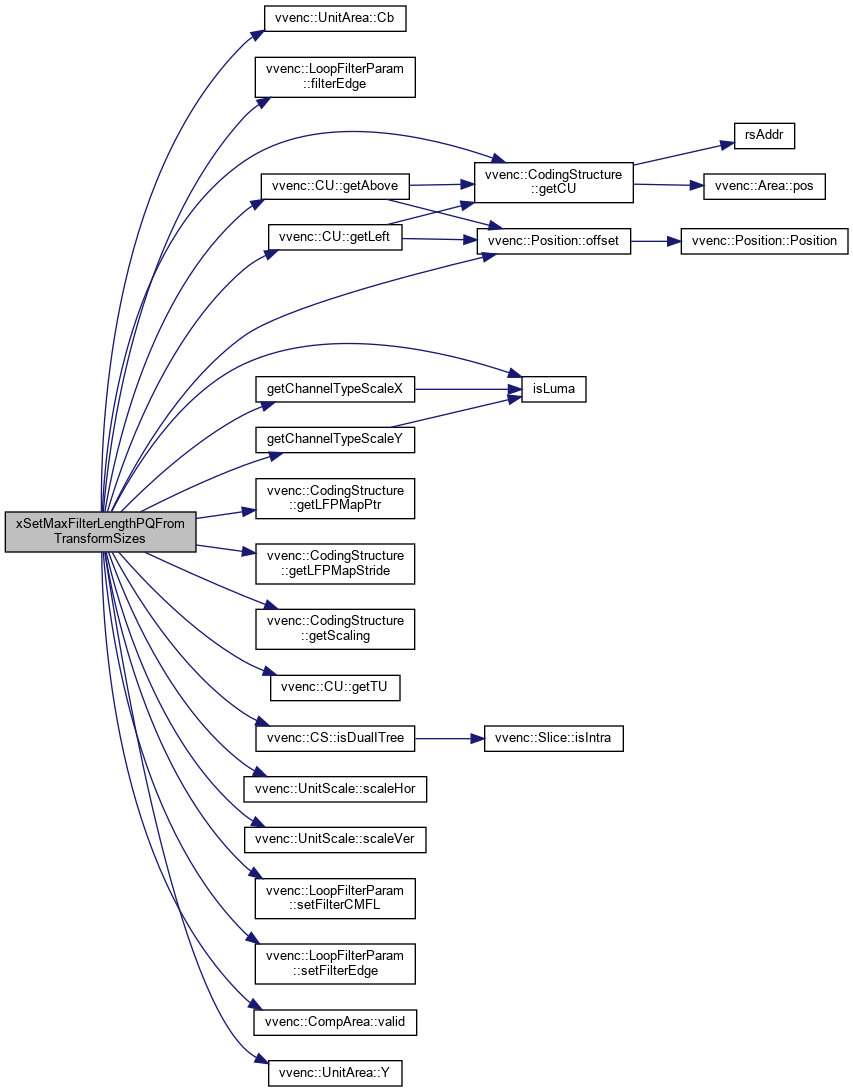 vvenc::UnitArea::Cb
vvenc::LoopFilterParam
::filterEdge
rsAddr
vvenc::CodingStructure
::getCU
vvenc::CU::getAbove
vvenc::Area::pos
vvenc::CU::getLeft
vvenc::Position::offset
vvenc::Position::Position
getChannelTypeScaleX
isLuma
getChannelTypeScaleY
vvenc::CodingStructure
::getLFPMapPtr
xSetMaxFilterLengthPQFrom
TransformSizes
vvenc::CodingStructure
::getLFPMapStride
vvenc::CodingStructure
::getScaling
vvenc::CU::getTU
vvenc::CS::isDualITree
vvenc::Slice::isIntra
vvenc::UnitScale::scaleHor
vvenc::UnitScale::scaleVer
vvenc::LoopFilterParam
::setFilterCMFL
vvenc::LoopFilterParam
::setFilterEdge
vvenc::CompArea::valid
vvenc::UnitArea::Y